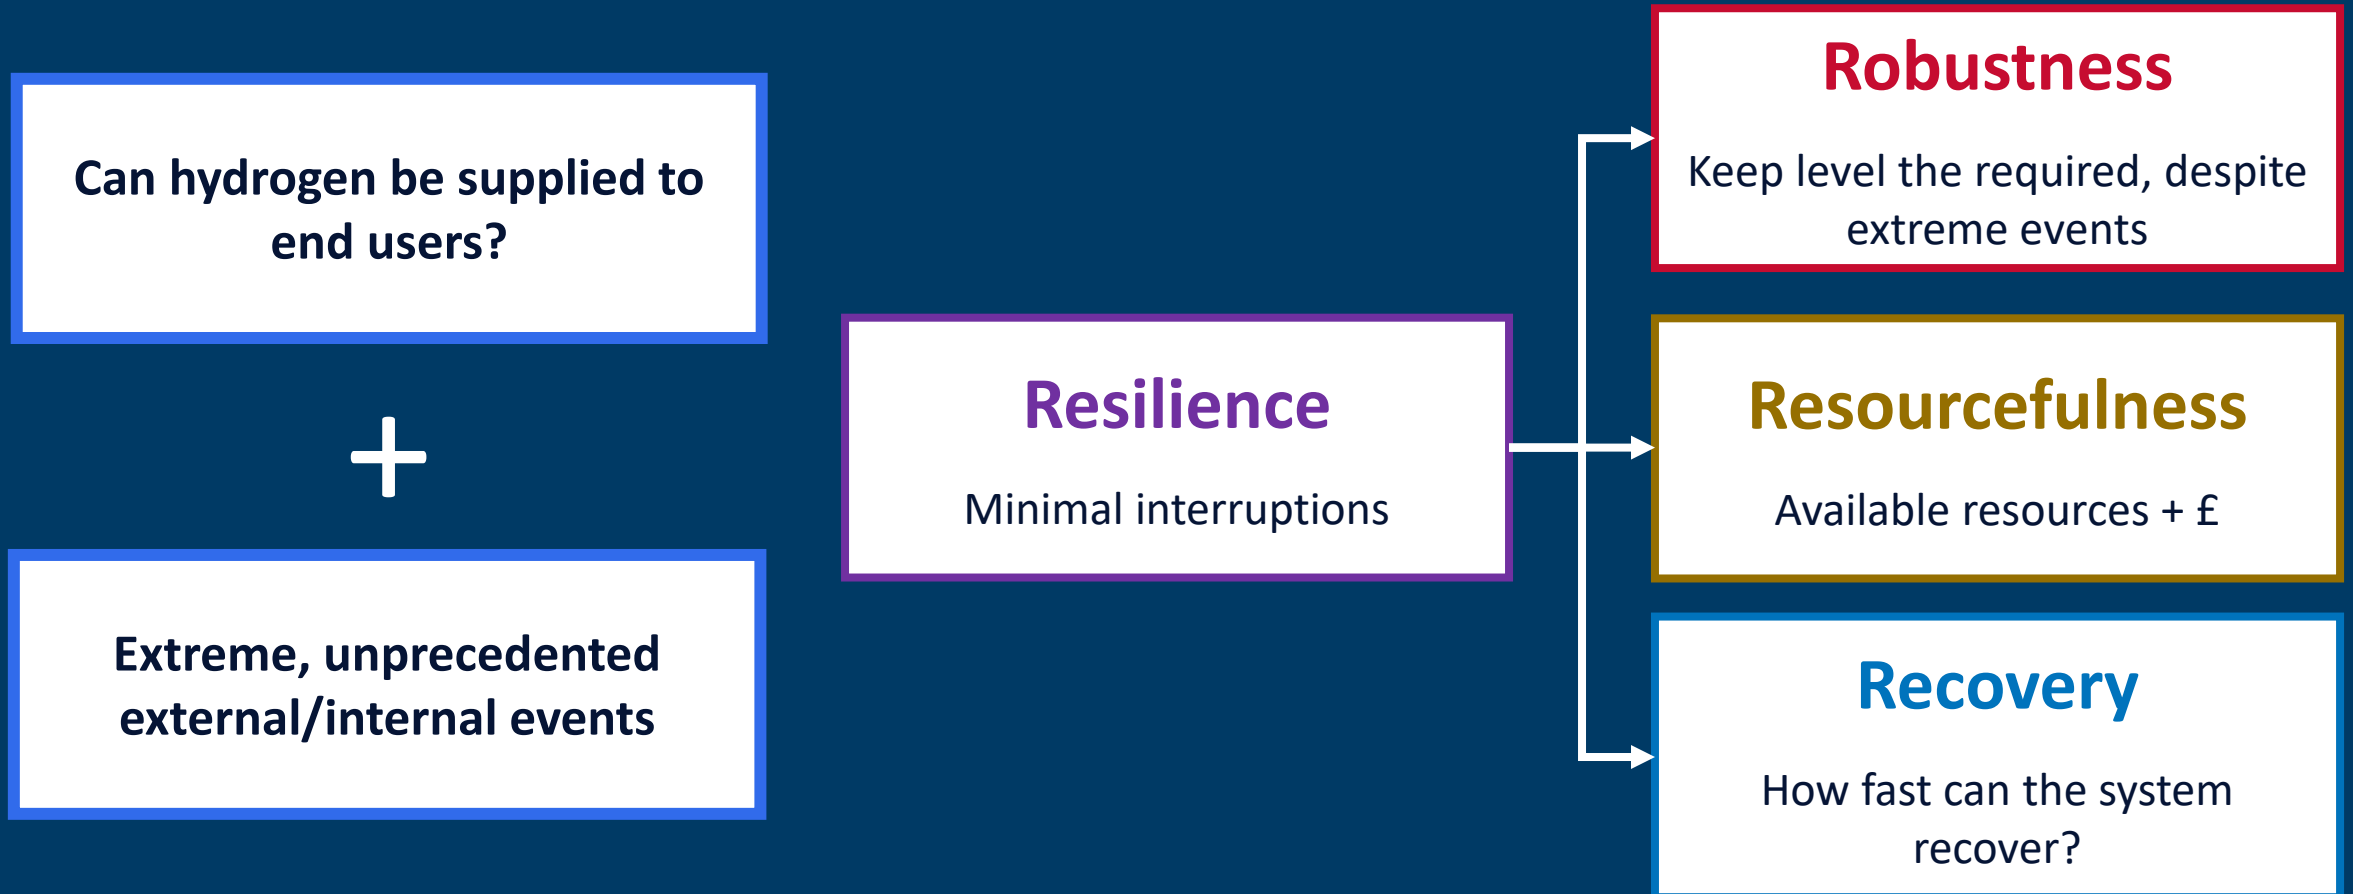 Can hydrogen be supplied to
end users?
+
Extreme, unprecedented
external/internal events
Resilience
Minimal interruptions
Robustness
Keep level the required, despite
extreme events
Resourcefulness
Available resources + £
Recovery
How fast can the system
recover?